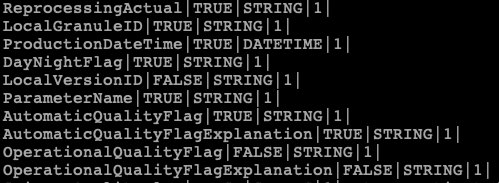 ReprocessingActual|TRUE|STRING|1|
LocalGranuleID|TRUE|STRING|1|
ProductionDateTime|TRUE|DATETIME|1|
DayNightFlag|TRUE|STRING|1|
LocalVersionID|FALSE|STRING|1|
ParameterName|TRUE|STRING|1|
AutomaticQualityFlag|TRUE|STRING|1|
AutomaticQualityFlagExplanation|TRUE|STRING|1|
OperationalQualityFlag|FALSE|STRING|1|
OperationalQualityFlagExplanation|FALSE|STRING|1|